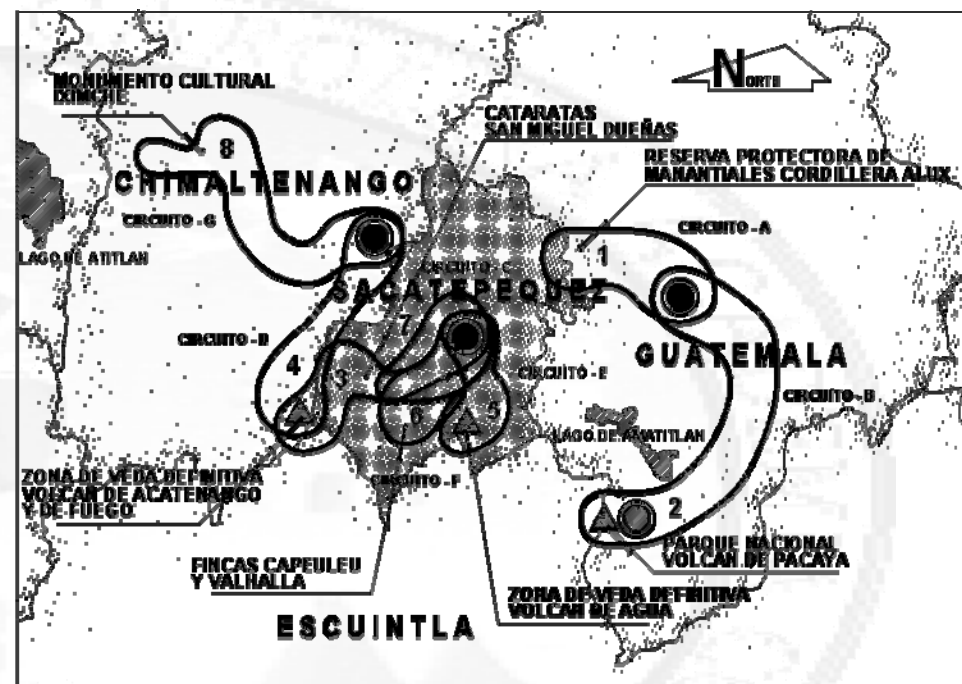 MONUMENTO CULTURAL
IXIMCHE
NORTE
CATARATAS
SAN MIGUEL DUEÑAS
RESERVA PROTECTORA DE
MANANTIALES CORDILLERA ALUX
8
CHIMALTENANGO
CIRCUITO - G
CIRCUITO - A
1
LAGO DE ATITLAN
CIRCUITO - C
SACATEPEQUEZ
7
CIRCUITO - D
GUATEMALA
4
3
CIRCUITO - E
CIRCUITO - B
6
5
LAGO DE AMATITLAN
ZONA DE VEDA DEFINITIVA
VOLCAN DE ACATENANGO
Y DE FUEGO
CIRCUITO - F
2
PARQUE NACIONAL
VOLCAN DE PACAYA
FINCAS CAPEULEU
Y VALHALLA
ZONA DE VEDA DEFINITIVA
VOLCAN DE AGUA
ESCUINTLA